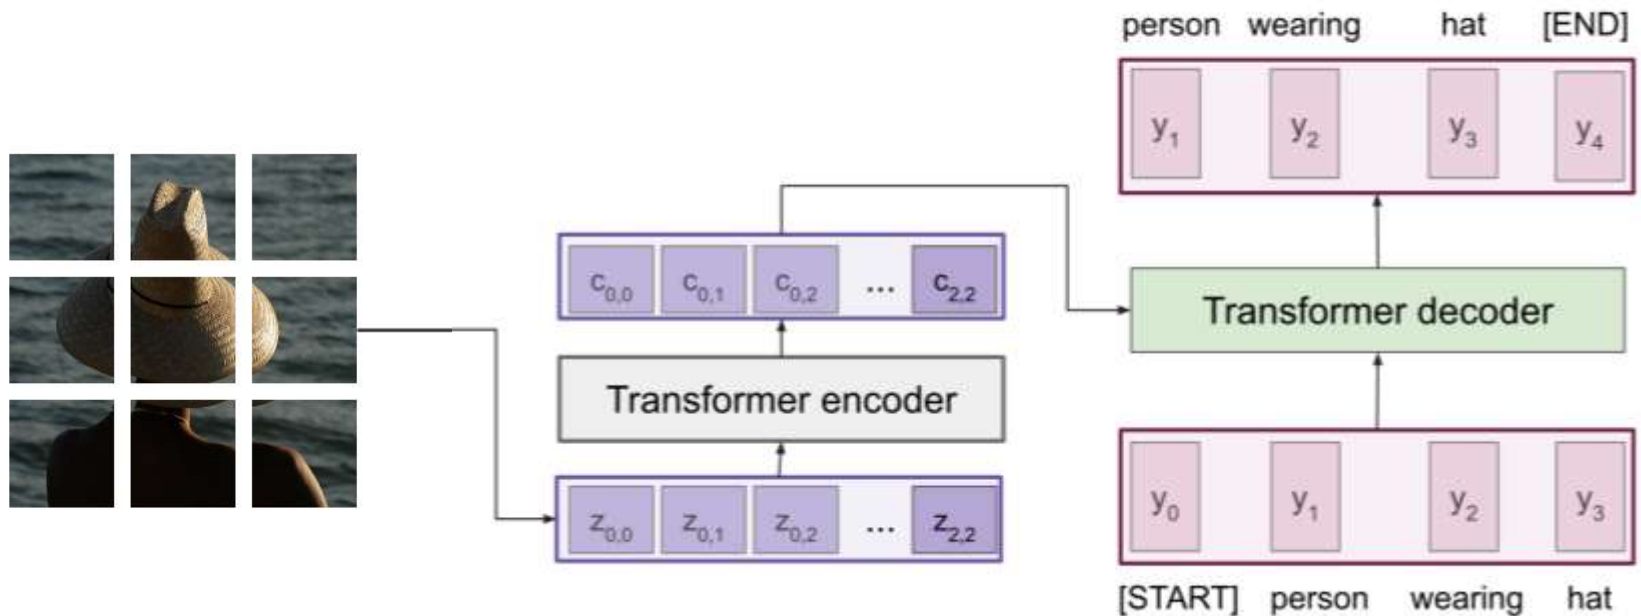 person wearing hat [END]
y1 y2 y3 y4
c0,0 c0,1 c0,2 ... c2,2
Transformer decoder
Transformer encoder
z0,0 z0,1 z0,2 ... z2,2
y0 y1 y2 y3
[START] person wearing hat